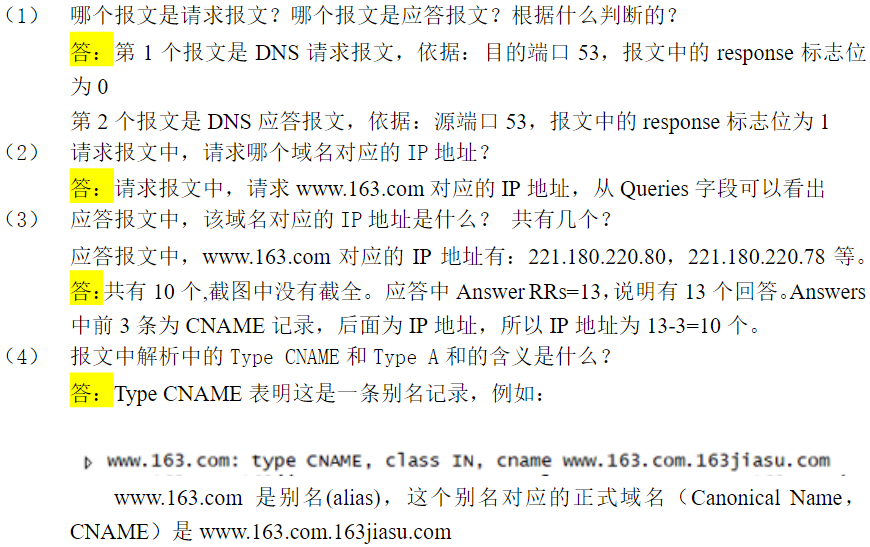 （1） 哪个报文是请求报文？哪个报文是应答报文？根据什么判断的？
答：第 1 个报文是 DNS 请求报文，依据：目的端口 53，报文中的 response 标志位
为 0
第 2 个报文是 DNS 应答报文，依据：源端口 53，报文中的 response 标志位为 1
（2） 请求报文中，请求哪个域名对应的 IP 地址？
答：请求报文中，请求 www.163.com 对应的 IP 地址，从 Queries 字段可以看出
（3） 应答报文中，该域名对应的 IP 地址是什么？ 共有几个？
应答报文中，www.163.com 对应的 IP 地址有：221.180.220.80，221.180.220.78 等。
答：共有 10 个,截图中没有截全。应答中 Answer RRs=13，说明有 13 个回答。Answers
中前 3 条为 CNAME 记录，后面为 IP 地址，所以 IP 地址为 13-3=10 个。
（4） 报文中解析中的 Type CNAME 和 Type A 和的含义是什么？
答：Type CNAME 表明这是一条别名记录，例如：
www.163.com: type CNAME, class IN, cname www.163.com.163jiasu.com
www.163.com 是别名(alias)，这个别名对应的正式域名（Canonical Name，
CNAME）是 www.163.com.163jiasu.com